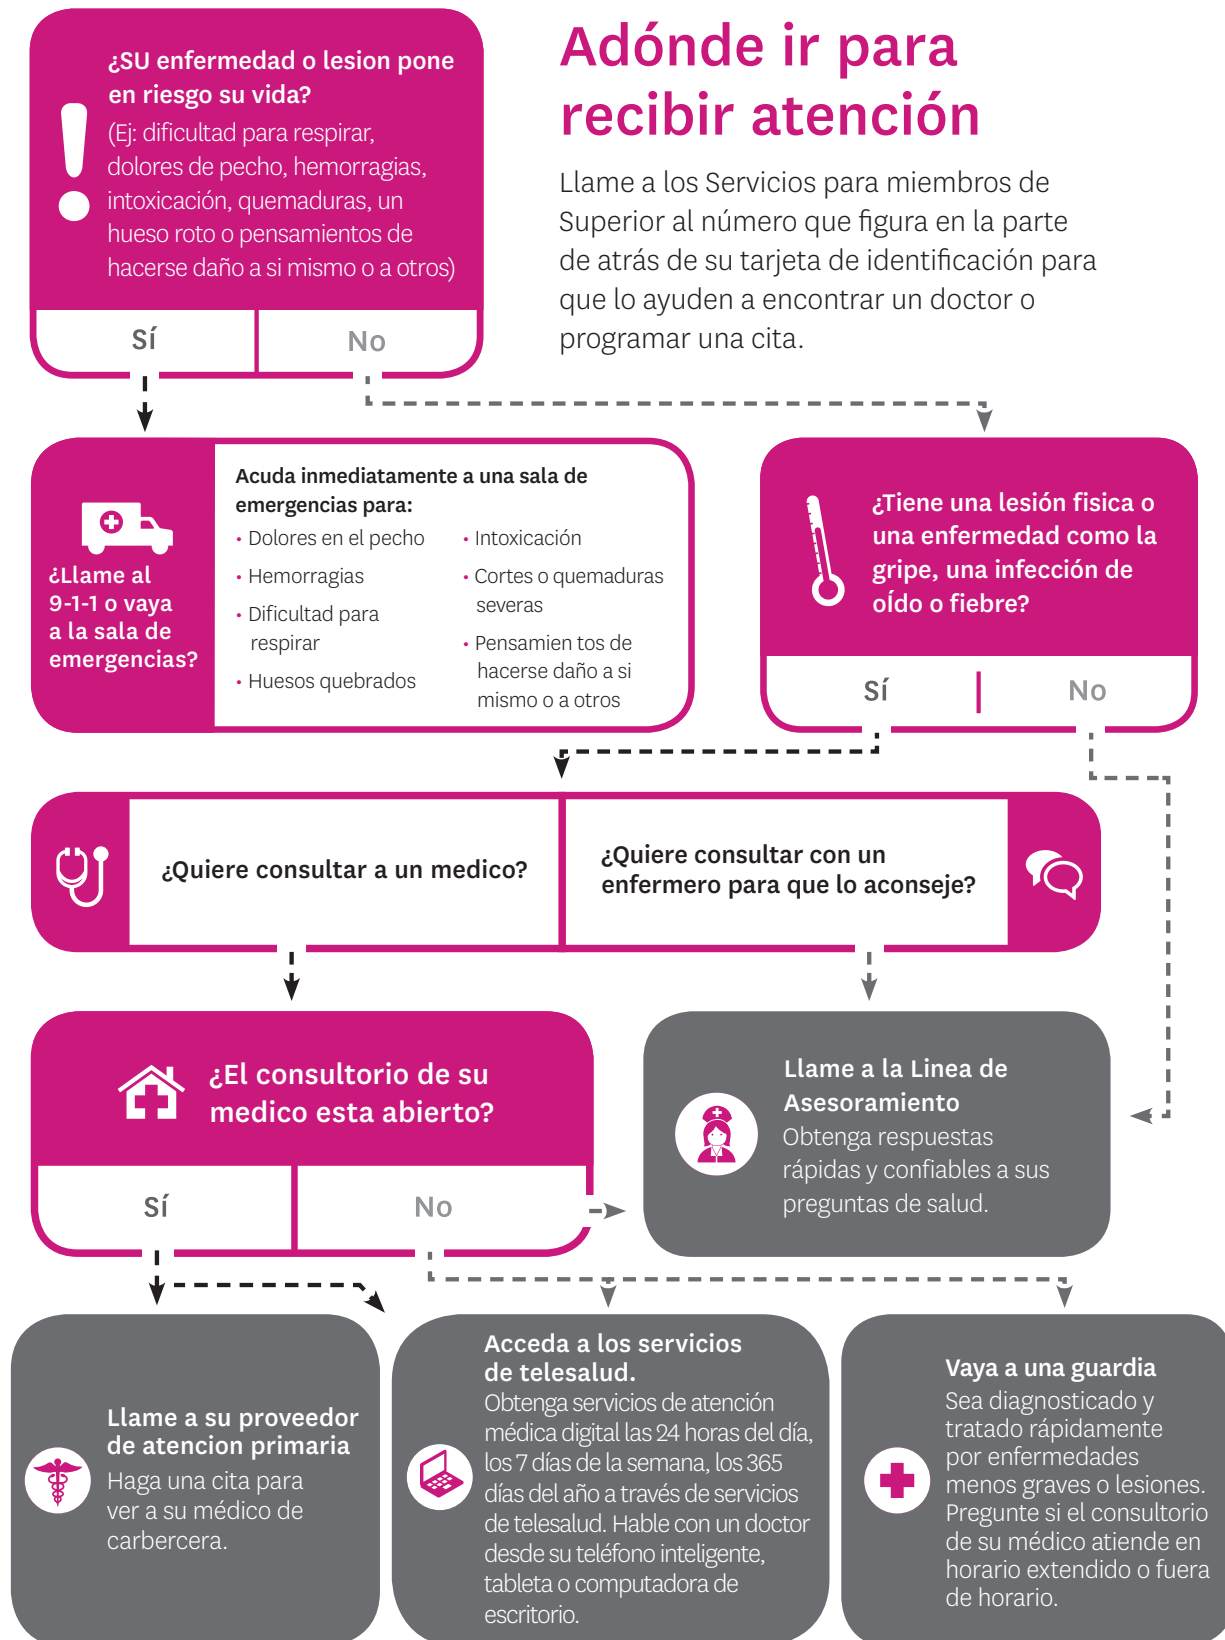 Adónde ir para
recibir atención
Llame a los Servicios para miembros de
Superior al número que figura en la parte
de atrás de su tarjeta de identificación para
que lo ayuden a encontrar un doctor o
programar una cita.
¿SU enfermedad o lesion pone
en riesgo su vida?
(Ej: dificultad para respirar,
dolores de pecho, hemorragias,
intoxicación, quemaduras, un
hueso roto o pensamientos de
hacerse daño a si mismo o a otros)
Sí
No
¿Llame al
9-1-1 o vaya
a la sala de
emergencias?
Acuda inmediatamente a una sala de
emergencias para:
• Dolores en el pecho
• Hemorragias
• Dificultad para
respirar
• Huesos quebrados
• Intoxicación
• Cortes o quemaduras
severas
• Pensamien tos de
hacerse daño a si
mismo o a otros
¿Tiene una lesión fisica o
una enfermedad como la
gripe, una infección de
oÍdo o fiebre?
Sí
No
¿Quiere consultar a un medico?
¿Quiere consultar con un
enfermero para que lo aconseje?
¿El consultorio de su
medico esta abierto?
Sí
No
Llame a la Linea de
Asesoramiento
Obtenga respuestas
rápidas y confiables a sus
preguntas de salud.
Llame a su proveedor
de atencion primaria
Haga una cita para
ver a su médico de
carbercera.
Acceda a los servicios
de telesalud.
Obtenga servicios de atención
médica digital las 24 horas del día,
los 7 días de la semana, los 365
días del año a través de servicios
de telesalud. Hable con un doctor
desde su teléfono inteligente,
tableta o computadora de
escritorio.
Vaya a una guardia
Sea diagnosticado y
tratado rápidamente
por enfermedades
menos graves o lesiones.
Pregunte si el consultorio
de su médico atiende en
horario extendido o fuera
de horario.